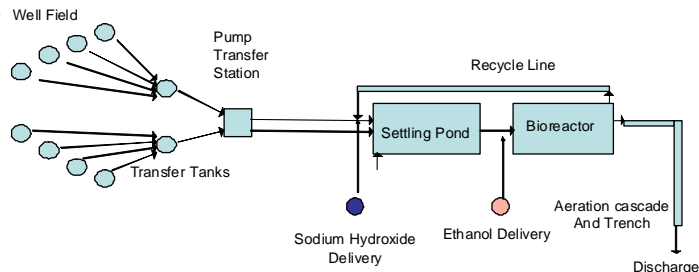 Well Field
Pump
Transfer
Station
Recycle Line
Settling Pond
Bioreactor
Transfer Tanks
Aeration cascade
And Trench
Sodium Hydroxide
Delivery
Ethanol Delivery
Discharge